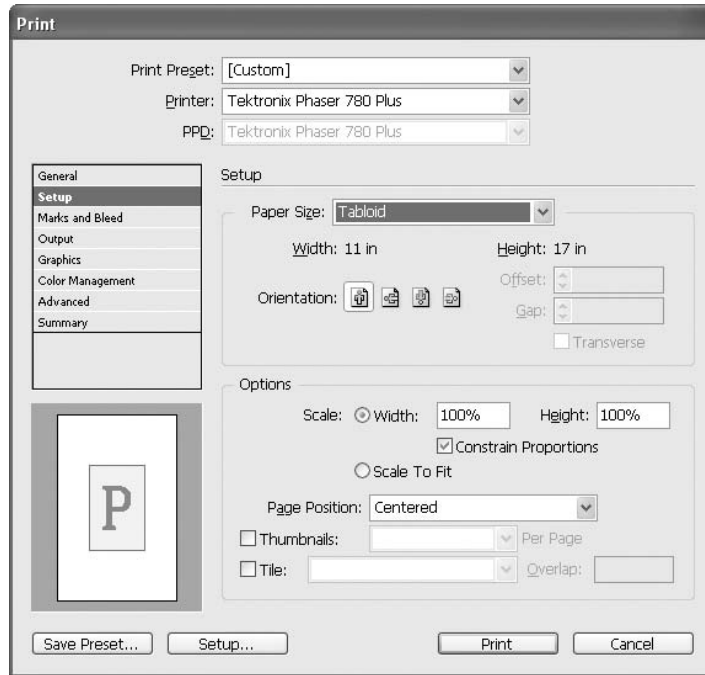 Print
Print Preset: [Custom]
Printer: Tektronix Phaser 780 Plus
PPD: Tektronix Phaser 780 Plus
General
Setup
Marks and Bleed
Output
Graphics
Color Management
Advanced
Summary
Setup
Paper Size: Tabloid
Width: 11 in Height: 17 in
Orientation:
Offset:
Gap:
Transverse
Options
Scale: Width: 100% Height: 100%
Constrain Proportions
Scale To Fit
Page Position: Centered
Thumbnails: Per Page
Tile: Overlap:
P
Save Preset... Setup... Print Cancel